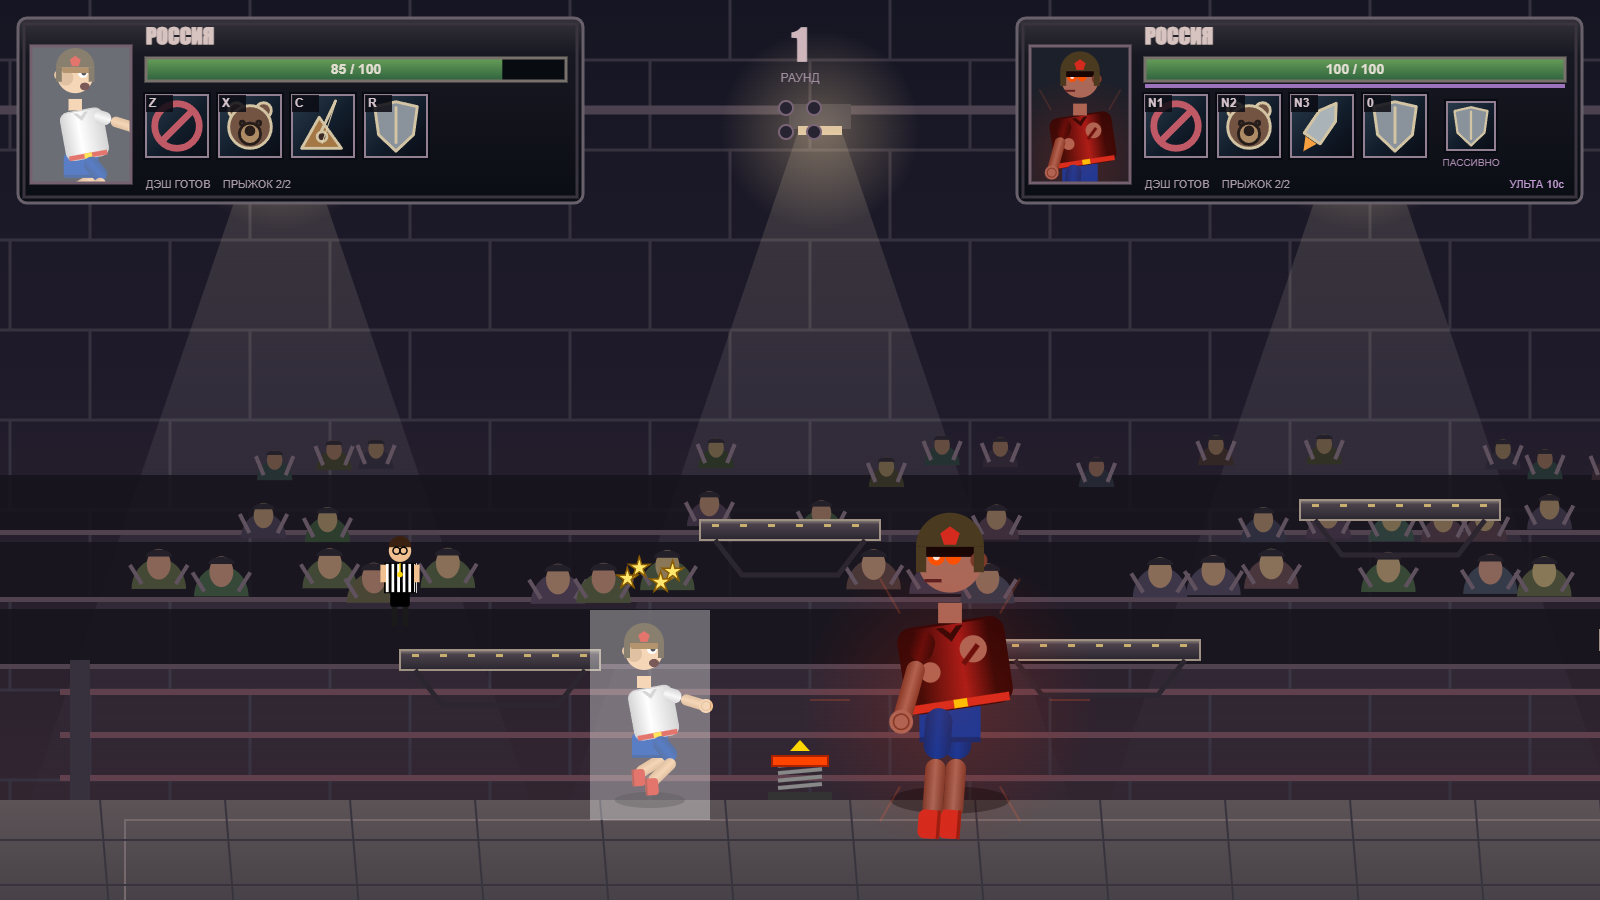 РОССИЯ
85 / 100
Z X C R
ДЭШ ГОТОВ ПРЫЖОК 2/2
1
РАУНД
РОССИЯ
100 / 100
N1 N2 N3 0
ПАССИВНО
ДЭШ ГОТОВ ПРЫЖОК 2/2 УЛЬТА 10с